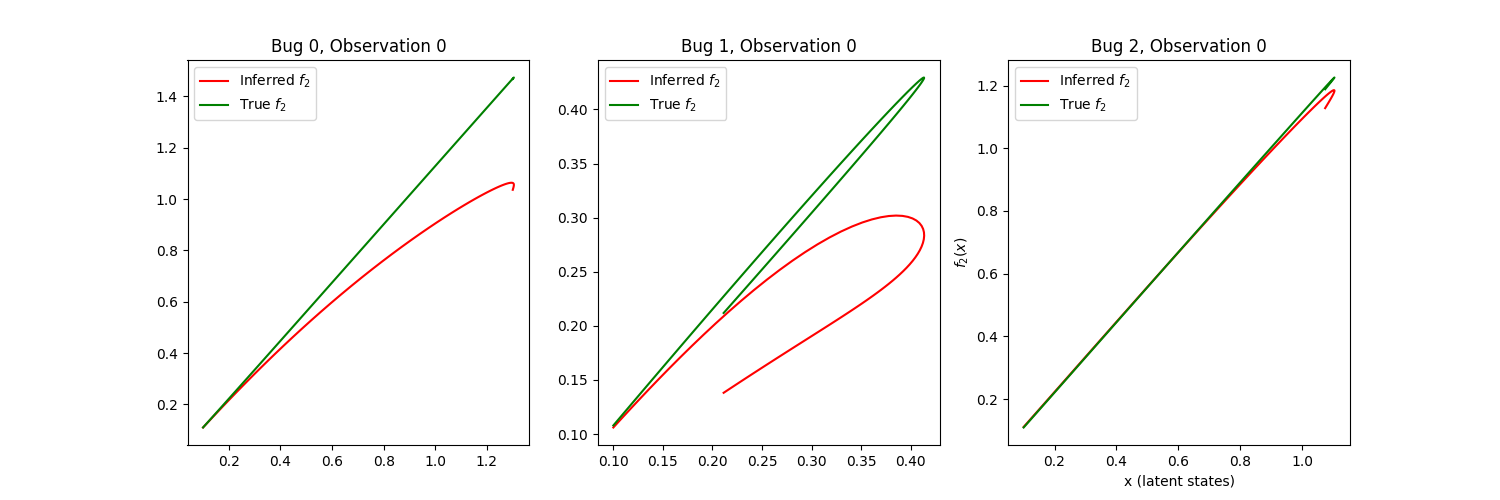 Bug 0, Observation 0
Inferred f₂
True f₂
1.4
1.2
1.0
0.8
0.6
0.4
0.2
0.2 0.4 0.6 0.8 1.0 1.2
Bug 1, Observation 0
Inferred f₂
True f₂
0.40
0.35
0.30
0.25
0.20
0.15
0.10
0.10 0.15 0.20 0.25 0.30 0.35 0.40
Bug 2, Observation 0
Inferred f₂
True f₂
f₂(x)
1.2
1.0
0.8
0.6
0.4
0.2
0.2 0.4 0.6 0.8 1.0
x (latent states)